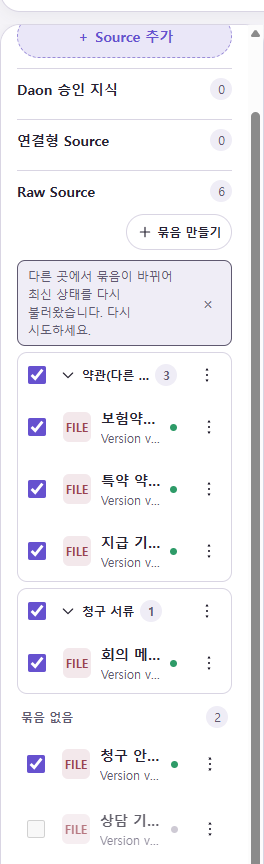 + Source 추가
Daon 승인 지식 0
연결형 Source 0
Raw Source 6
+ 묶음 만들기
다른 곳에서 묶음이 바뀌어
최신 상태를 다시
불러왔습니다. 다시
시도하세요.
×
약관(다른 ... 3
FILE 보험약...
Version v...
FILE 특약 약...
Version v...
FILE 지급 기...
Version v...
청구 서류 1
FILE 회의 메...
Version v...
묶음 없음 2
FILE 청구 안...
Version v...
FILE 상담 기...
Version v...